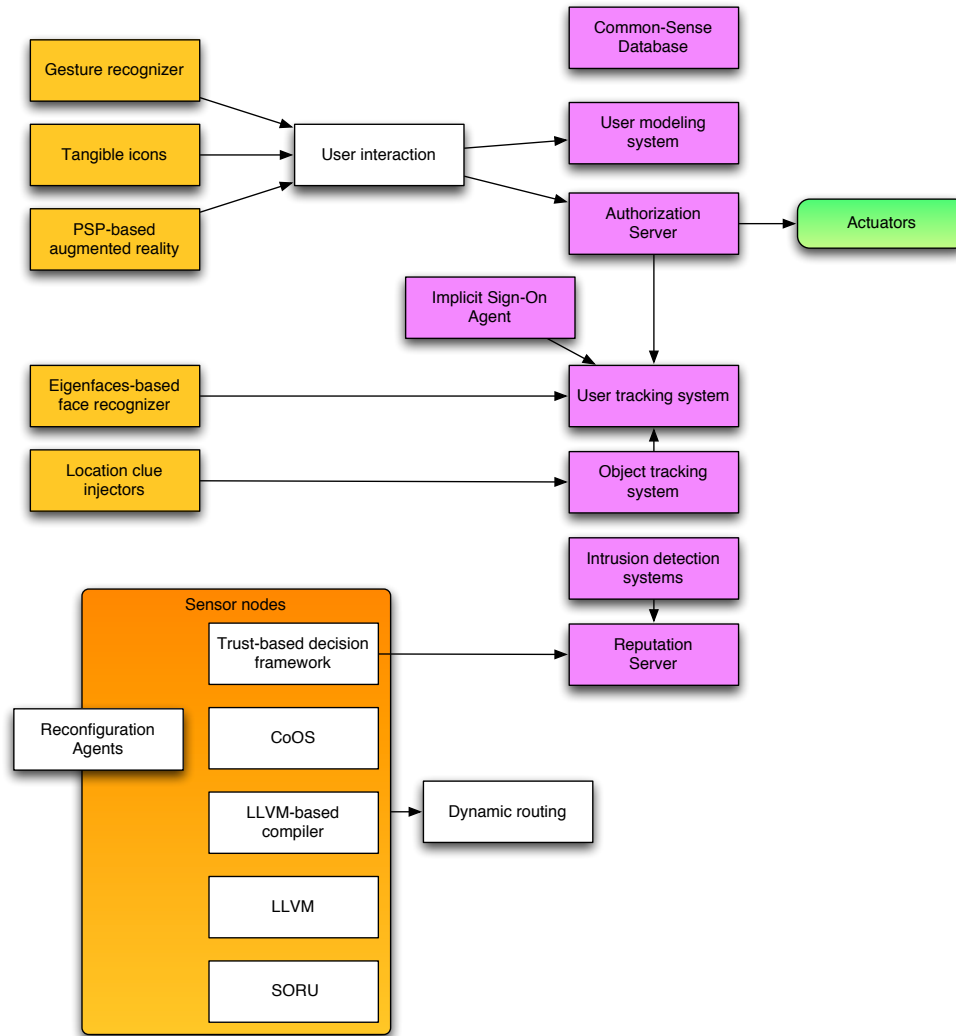 Common-Sense
Database
Gesture recognizer
User modeling
system
Tangible icons
User interaction
PSP-based
augmented reality
Authorization
Server
Actuators
Implicit Sign-On
Agent
Eigenfaces-based
face recognizer
User tracking system
Location clue
injectors
Object tracking
system
Intrusion detection
systems
Sensor nodes
Trust-based decision
framework
Reputation
Server
Reconfiguration
Agents
CoOS
LLVM-based
compiler
Dynamic routing
LLVM
SORU